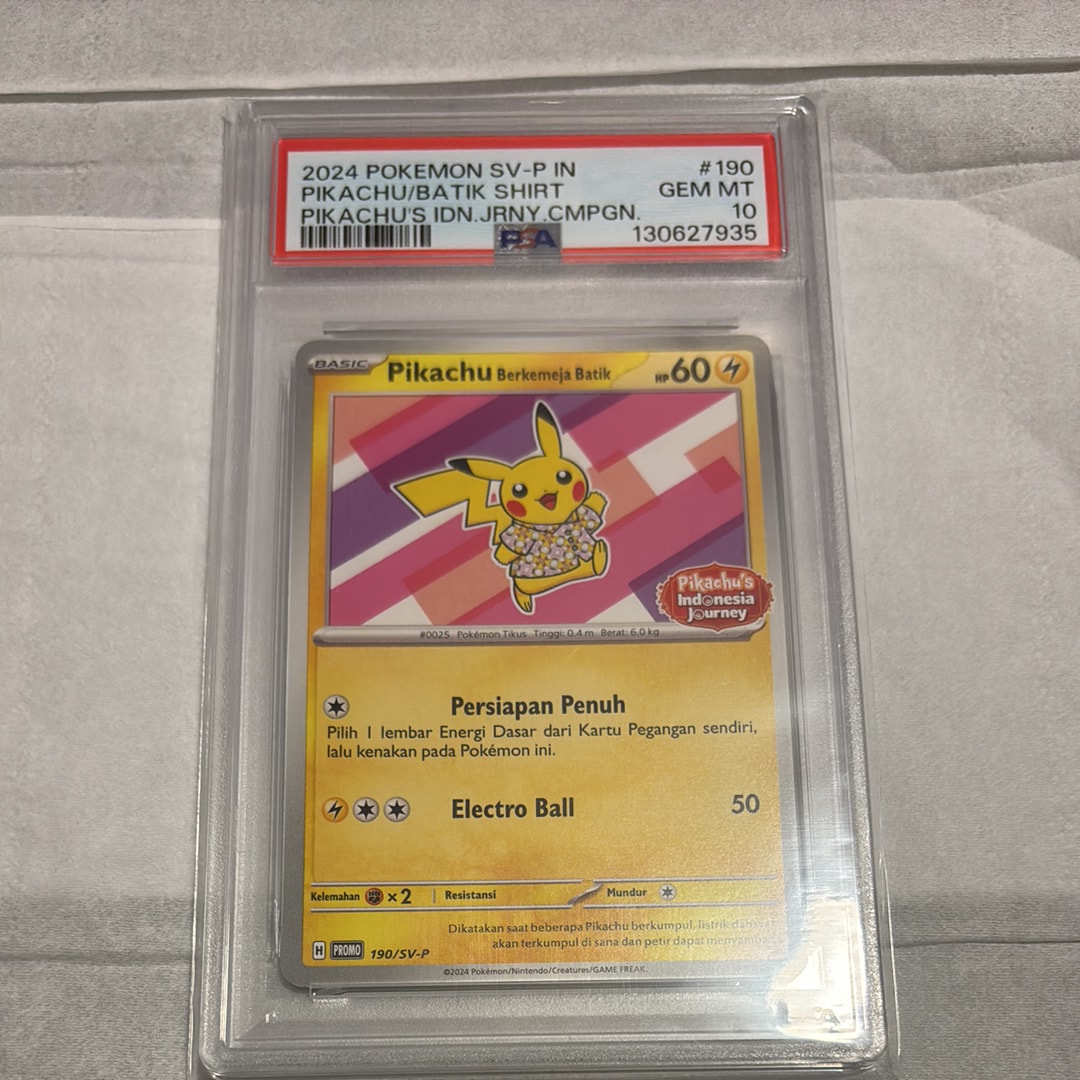 2024 POKEMON SV-P IN #190
PIKACHU/BATIK SHIRT GEM MT
PIKACHU'S IDN.JRNY.CMPGN. 10
PSA 130627935
BASIC Pikachu Berkemeja Batik HP 60
Pikachu's
Indonesia
Journey
#0025 Pokémon Tikus Tinggi: 0.4 m Berat: 6.0 kg
Persiapan Penuh
Pilih 1 lembar Energi Dasar dari Kartu Pegangan sendiri,
lalu kenakan pada Pokémon ini.
Electro Ball 50
Kelemahan ×2 Resistansi Mundur
Dikatakan saat beberapa Pikachu berkumpul, listrik
akan terkumpul di sana dan petir dapat
H PROMO 190/SV-P
©2024 Pokémon/Nintendo/Creatures/GAME FREAK.